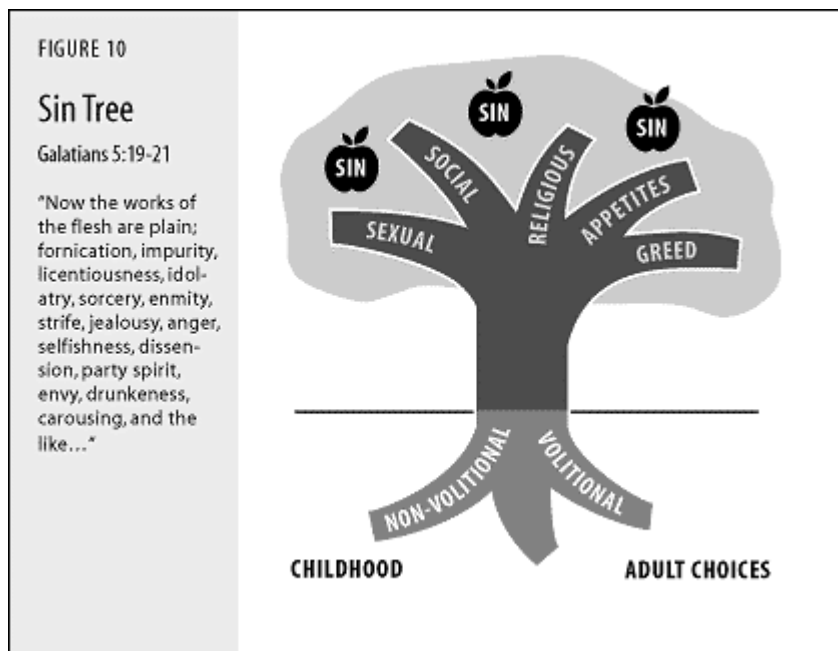 FIGURE 10
Sin Tree
Galatians 5:19-21
"Now the works of
the flesh are plain;
fornication, impurity,
licentiousness, idol-
atry, sorcery, enmity,
strife, jealousy, anger,
selfishness, dissen-
sion, party spirit,
envy, drunkeness,
carousing, and the
like..."
SIN
SIN
SIN
SEXUAL
SOCIAL
RELIGIOUS
APPETITES
GREED
NON-VOLITIONAL
VOLITIONAL
CHILDHOOD
ADULT CHOICES